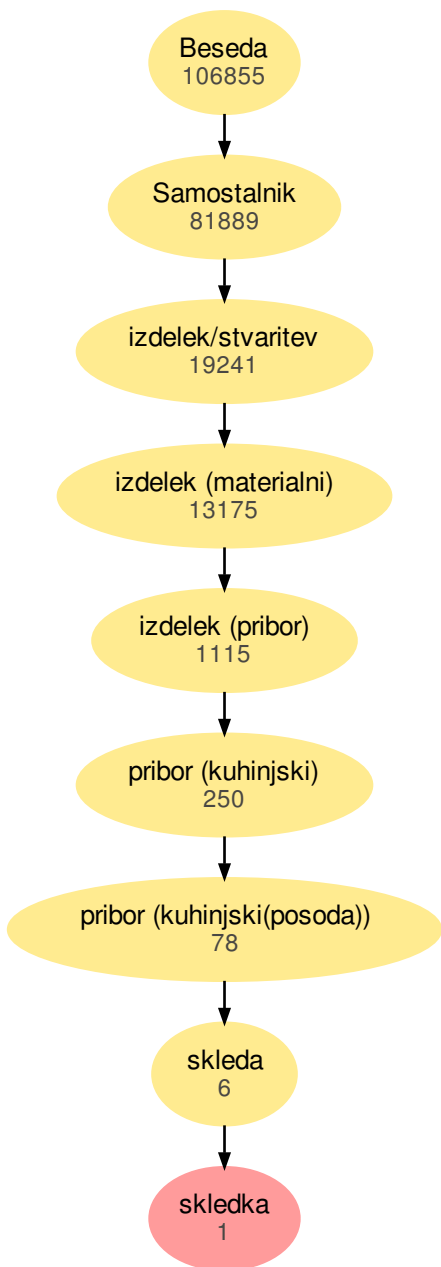 Beseda
106855
Samostalnik
81889
izdelek/stvaritev
19241
izdelek (materialni)
13175
izdelek (pribor)
1115
pribor (kuhinjski)
250
pribor (kuhinjski(posoda))
78
skleda
6
skledka
1